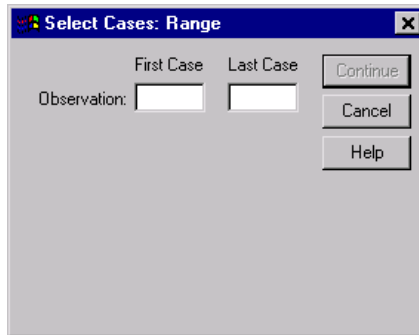 Select Cases: Range
First Case Last Case Continue
Observation:
Cancel
Help